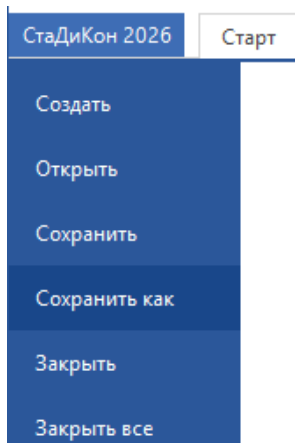 СтаДиКон 2026 Старт
Создать
Открыть
Сохранить
Сохранить как
Закрыть
Закрыть все